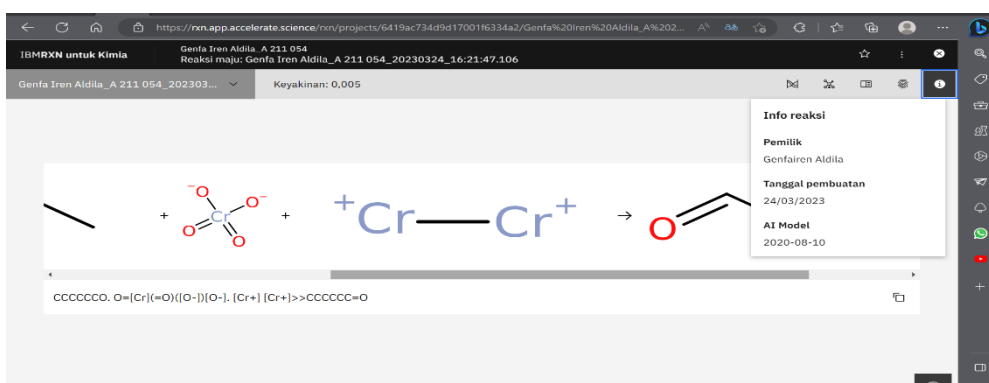 https://rxn.app.accelerate.science/rxn/projects/6419ac734d9d17001f6334a2/Genfa%20Iren%20Aldila_A%202...
IBMRXN untuk Kimia
Genfa Iren Aldila_A 211 054
Reaksi maju: Genfa Iren Aldila_A 211 054_20230324_16:21:47.106
Genfa Iren Aldila_A 211 054_202303...
Keyakinan: 0,005
Info reaksi
Pemilik
Genfairen Aldila
Tanggal pembuatan
24/03/2023
AI Model
2020-08-10
-O
O-
+
Cr
O
O
+
+Cr
Cr+
→
O
CCCCCCO. O=[Cr](=O)([O-])[O-]. [Cr+] [Cr+]>>CCCCCC=O